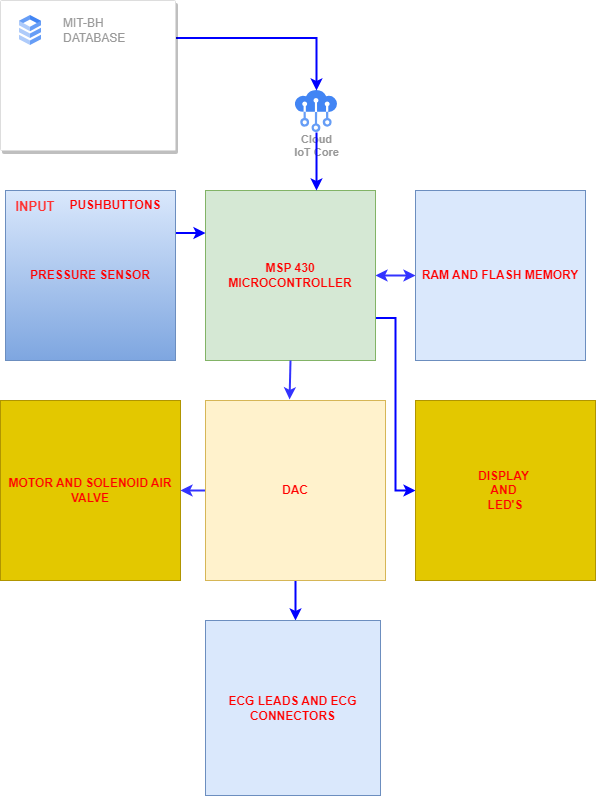 MIT-BH
DATABASE
Cloud
IoT Core
INPUT
PUSHBUTTONS
PRESSURE SENSOR
MSP 430
MICROCONTROLLER
RAM AND FLASH MEMORY
MOTOR AND SOLENOID AIR
VALVE
DAC
DISPLAY
AND
LED'S
ECG LEADS AND ECG
CONNECTORS